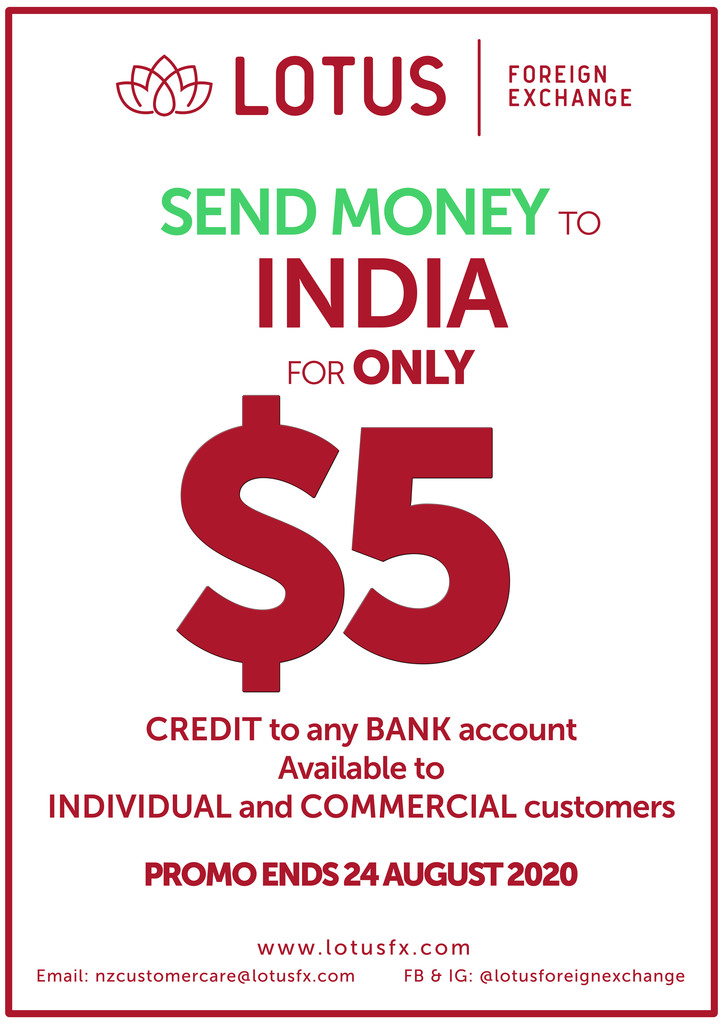 LOTUS
FOREIGN
EXCHANGE
SEND MONEY TO
INDIA
FOR ONLY
$5
CREDIT to any BANK account
Available to
INDIVIDUAL and COMMERCIAL customers
PROMO ENDS 24 AUGUST 2020
www.lotusfx.com
Email: nzcustomercare@lotusfx.com FB & IG: @lotusforeignexchange